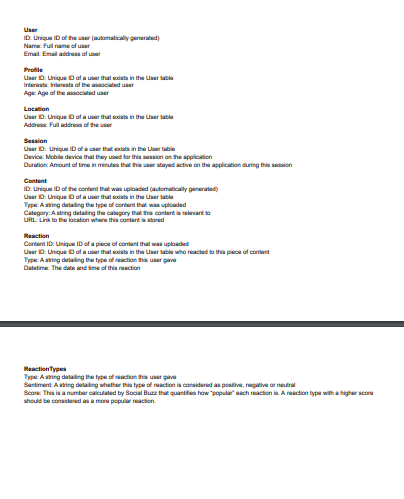 User
ID: Unique ID of the user (automatically generated)
Name: Full name of user
Email: Email address of user
Profile
User ID: Unique ID of a user that exists in the User table
Interests: Interests of the associated user
Age: Age of the associated user
Location
User ID: Unique ID of a user that exists in the User table
Address: Full address of the user
Session
User ID: Unique ID of a user that exists in the User table
Device: Mobile device that they used for this session on the application
Duration: Amount of time in minutes that this user stayed active on the application during this session
Content
ID: Unique ID of the content that was uploaded (automatically generated)
User ID: Unique ID of a user that exists in the User table
Type: A string detailing the type of content that was uploaded
Category: A string detailing the category that this content is relevant to
URL: Link to the location where this content is stored
Reaction
Content ID: Unique ID of a piece of content that was uploaded
User ID: Unique ID of a user that exists in the User table who reacted to this piece of content
Type: A string detailing the type of reaction this user gave
Datetime: The date and time of this reaction
ReactionTypes
Type: A string detailing the type of reaction this user gave
Sentiment: A string detailing whether this type of reaction is considered as positive, negative or neutral
Score: This is a number calculated by Social Buzz that quantifies how "popular" each reaction is. A reaction type with a higher score
should be considered as a more popular reaction.